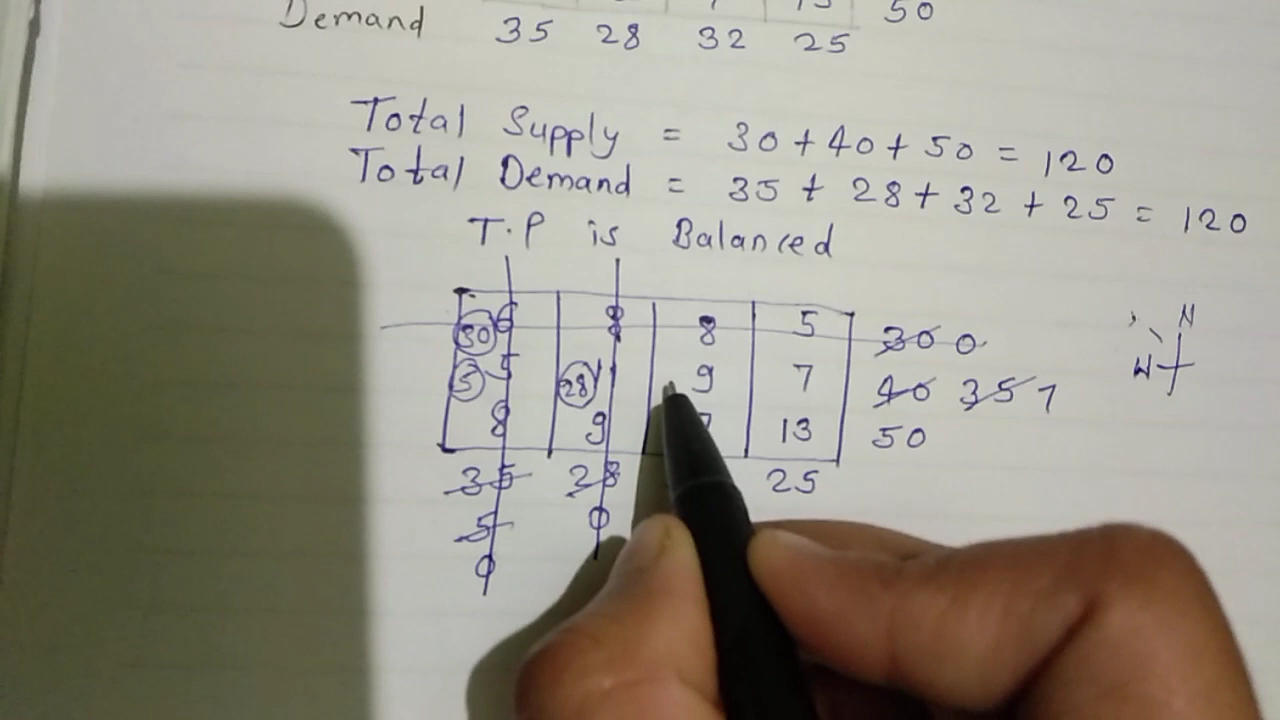 50
Demand 35 28 32 25
Total Supply = 30 + 40 + 50 = 120
Total Demand = 35 + 28 + 32 + 25 = 120
T.P is Balanced
30 6 8 5 30 0
5 5 28 9 7 40 35 7
8 9 13 50
35 28 25
5 0
0
N
W